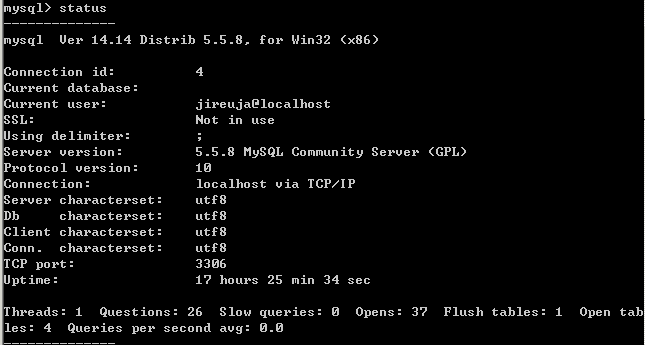 mysql> status
--------------
mysql  Ver 14.14 Distrib 5.5.8, for Win32 (x86)
Connection id:          4
Current database:
Current user:           jireuja@localhost
SSL:                    Not in use
Using delimiter:        ;
Server version:         5.5.8 MySQL Community Server (GPL)
Protocol version:       10
Connection:             localhost via TCP/IP
Server characterset:    utf8
Db     characterset:    utf8
Client characterset:    utf8
Conn.  characterset:    utf8
TCP port:               3306
Uptime:                 17 hours 25 min 34 sec
Threads: 1  Questions: 26  Slow queries: 0  Opens: 37  Flush tables: 1  Open tab
les: 4  Queries per second avg: 0.0
--------------